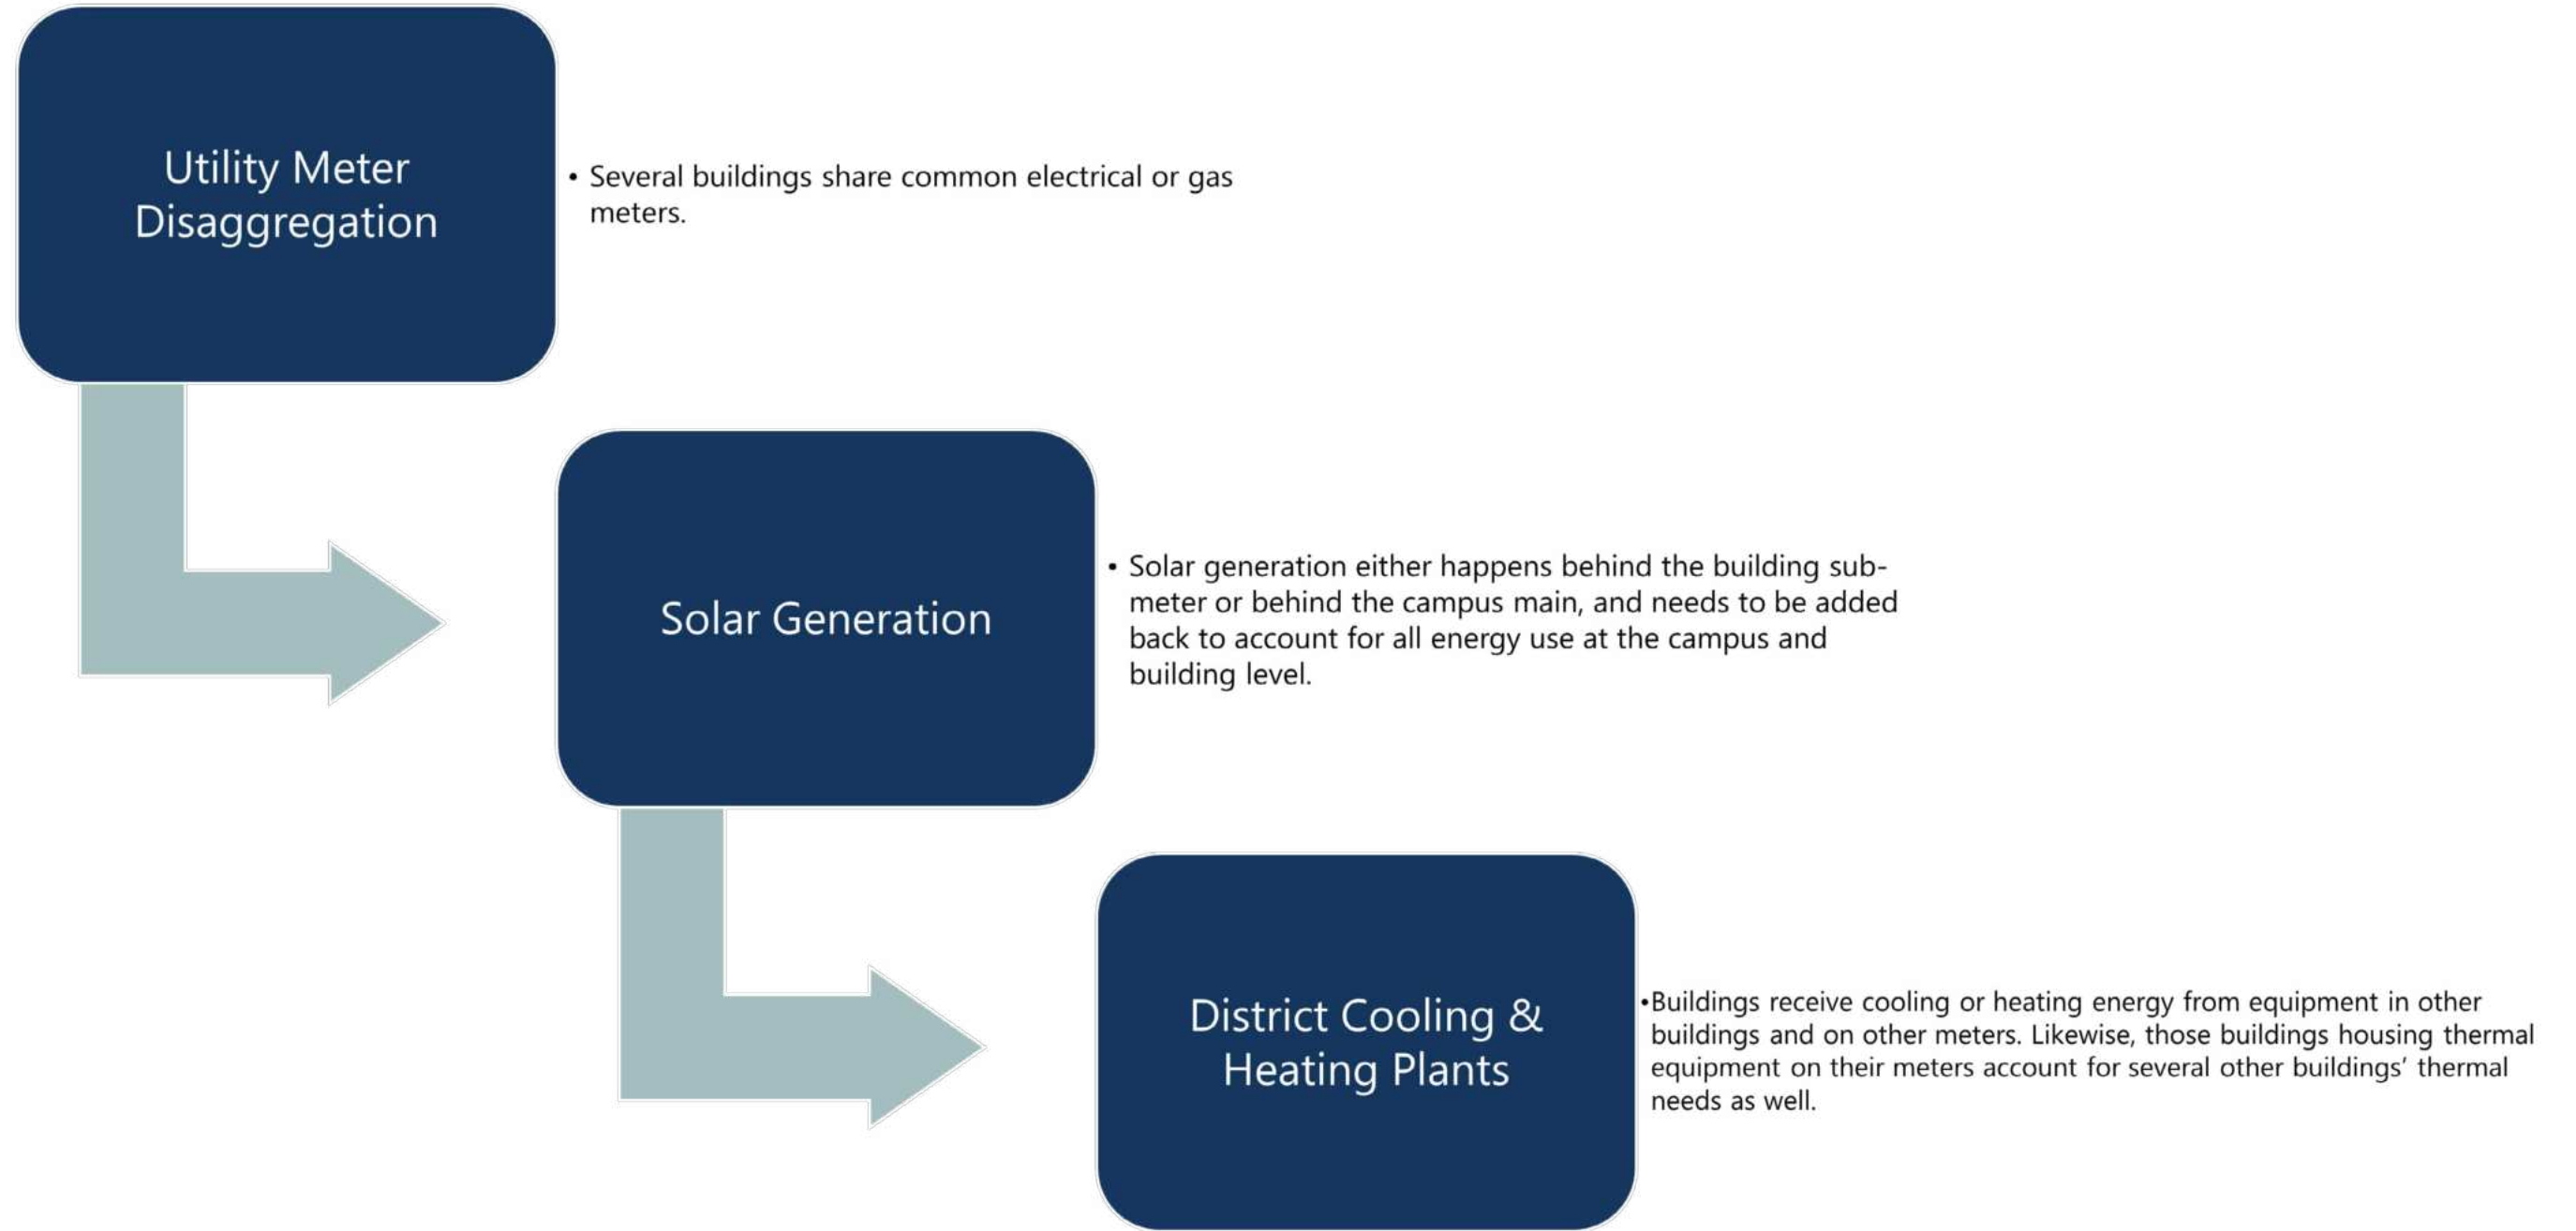 Utility Meter
Disaggregation
• Several buildings share common electrical or gas
meters.
Solar Generation
• Solar generation either happens behind the building sub-
meter or behind the campus main, and needs to be added
back to account for all energy use at the campus and
building level.
District Cooling &
Heating Plants
•Buildings receive cooling or heating energy from equipment in other
buildings and on other meters. Likewise, those buildings housing thermal
equipment on their meters account for several other buildings’ thermal
needs as well.